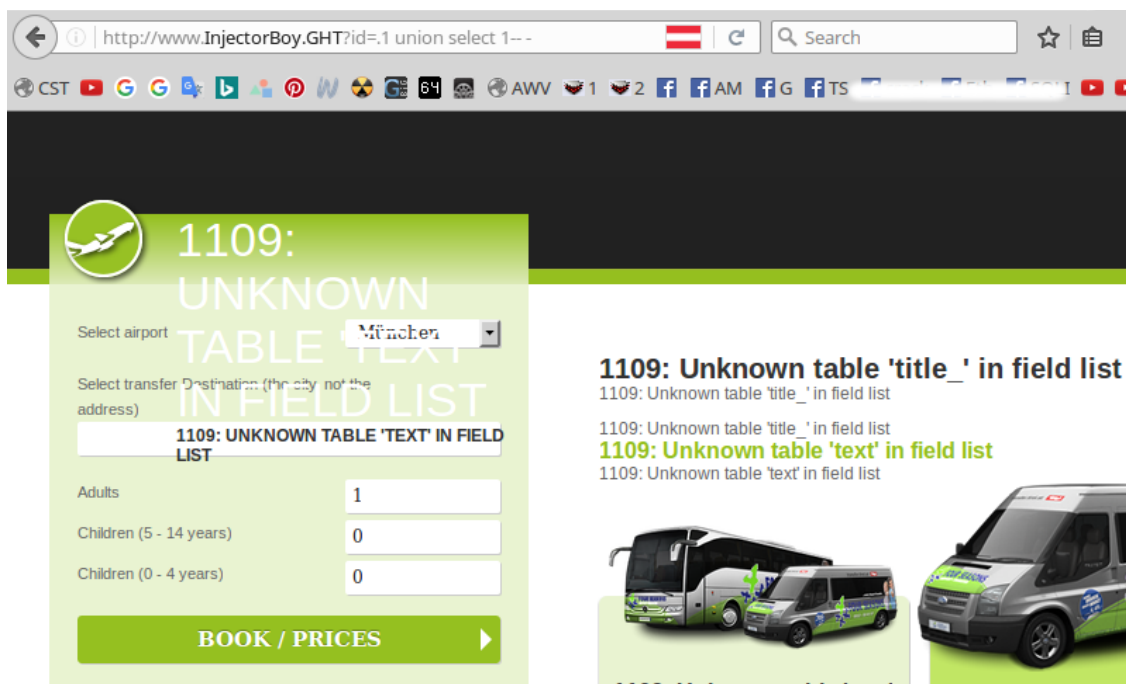 http://www.InjectorBoy.GHT?id=.1 union select 1-- -
Search
CST
64
AWV
1
2
AM
G
TS
1109:
UNKNOWN
TABLE 'TEXT'
IN FIELD LIST
Select airport
München
Select transfer Destination (the city, not the
address)
1109: UNKNOWN TABLE 'TEXT' IN FIELD
LIST
Adults
1
Children (5 - 14 years)
0
Children (0 - 4 years)
0
BOOK / PRICES
1109: Unknown table 'title_' in field list
1109: Unknown table 'title_' in field list
1109: Unknown table 'title_' in field list
1109: Unknown table 'text' in field list
1109: Unknown table 'text' in field list
FOUR SEASONS